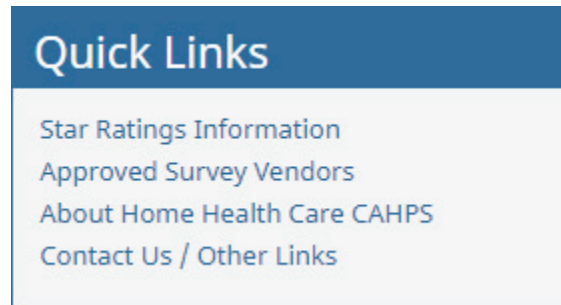 Quick Links
Star Ratings Information
Approved Survey Vendors
About Home Health Care CAHPS
Contact Us / Other Links